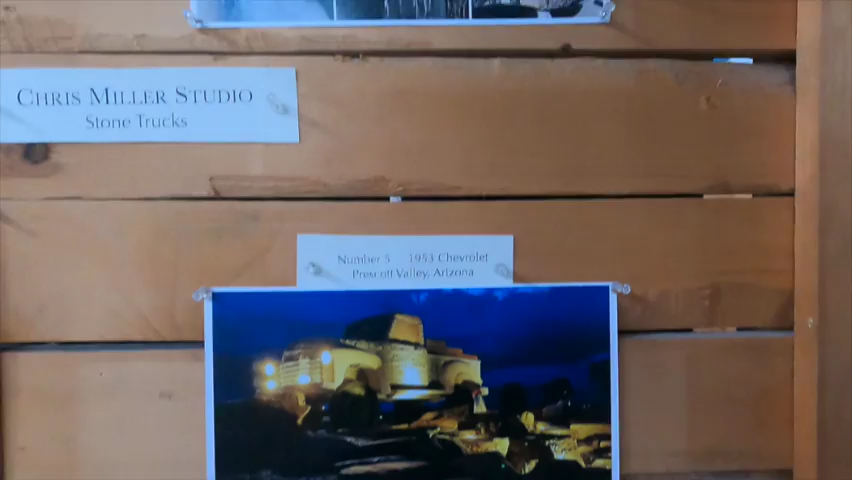 CHRIS MILLER STUDIO
Stone Trucks
Number 5 1953 Chevrolet
Prescott Valley, Arizona